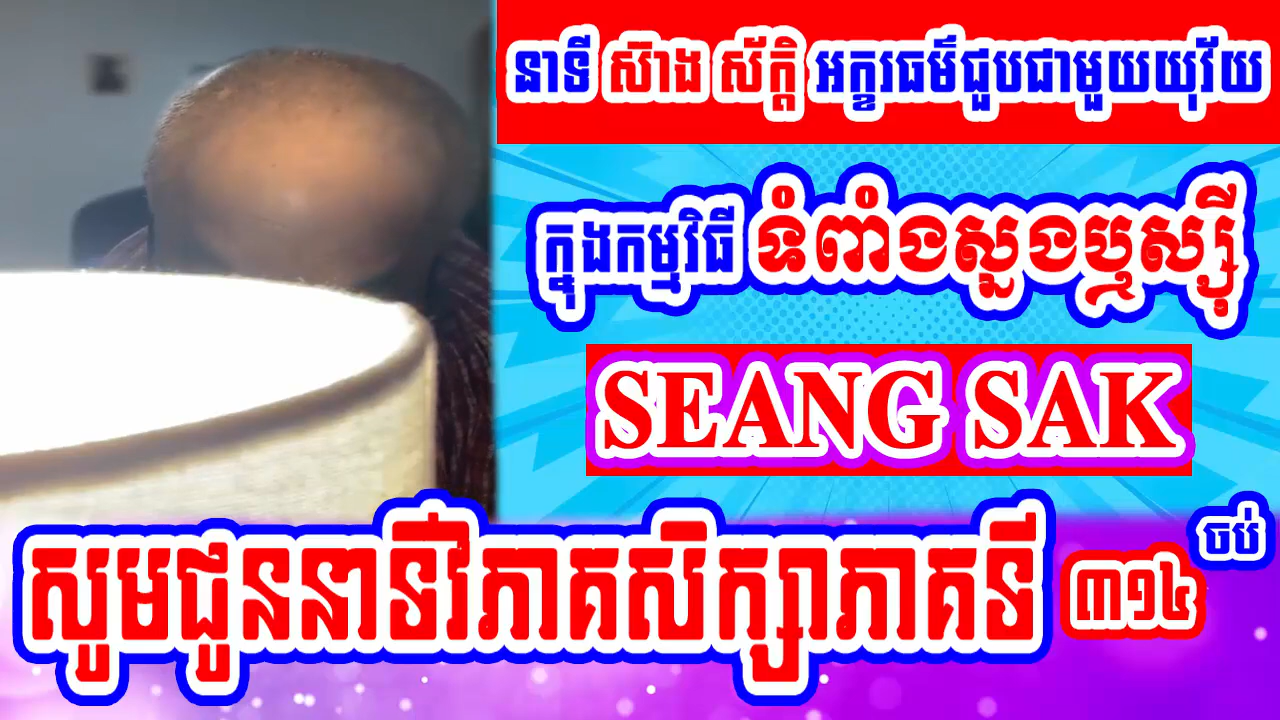 នាទី ស៊ាង ស័ក្តិ អក្ខរធម៏ជួបជាមួយយុវ័យ
ក្នុងកម្មវិធី ទំពាំងស្នងឬស្ស៊ី
SEANG SAK
សូមជូននាទីវិភាគសិក្សាភាគទី ៣១៤ ចប់